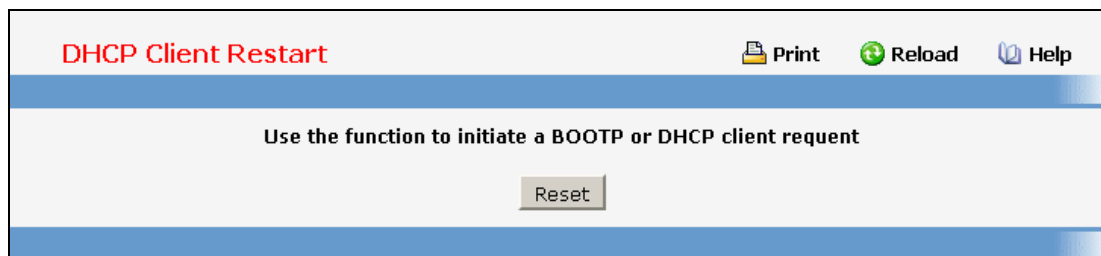 DHCP Client Restart Print Reload Help
Use the function to initiate a BOOTP or DHCP client requent
Reset